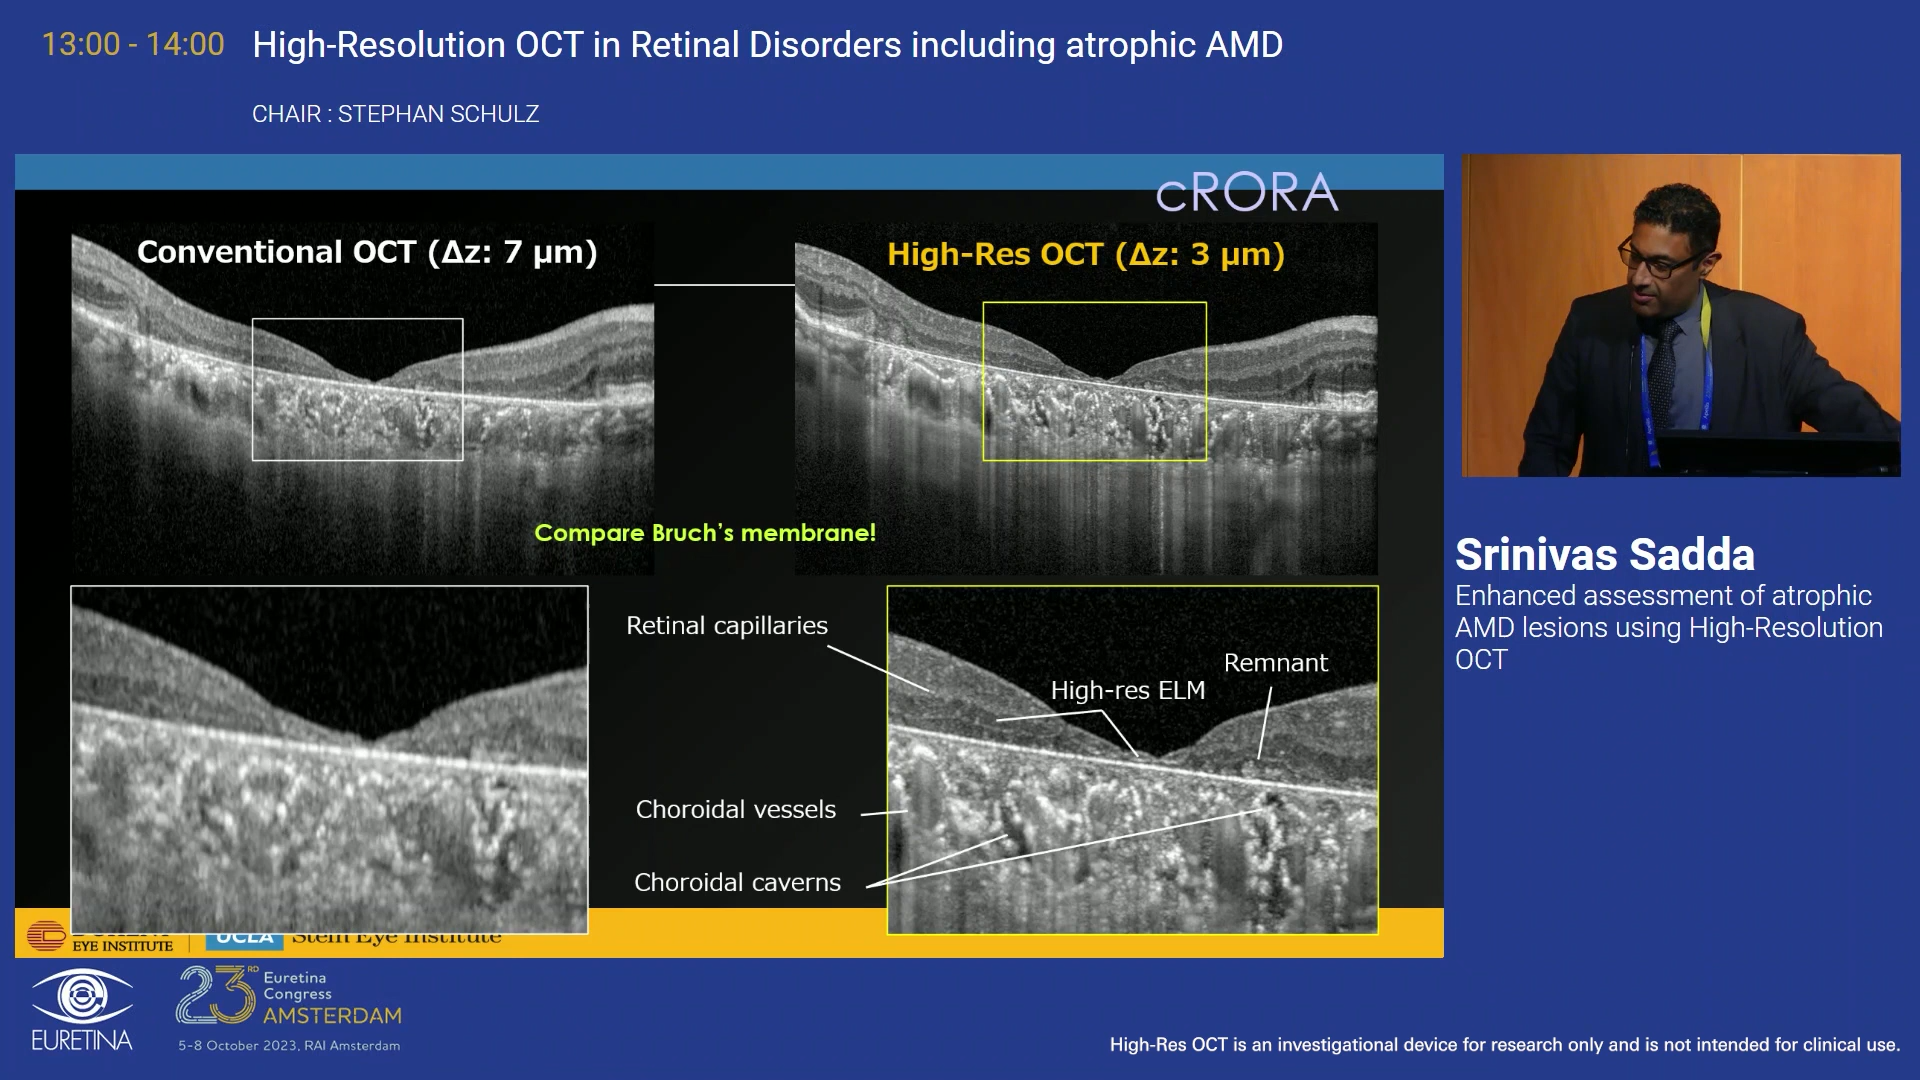 13:00 - 14:00 High-Resolution OCT in Retinal Disorders including atrophic AMD
CHAIR : STEPHAN SCHULZ
cRORA
Conventional OCT (Δz: 7 µm)
High-Res OCT (Δz: 3 µm)
Compare Bruch's membrane!
Retinal capillaries
Remnant
High-res ELM
Choroidal vessels
Choroidal caverns
EYE INSTITUTE
UCLA Stein Eye Institute
Srinivas Sadda
Enhanced assessment of atrophic
AMD lesions using High-Resolution
OCT
EURETINA
23RD
Euretina
Congress
AMSTERDAM
5-8 October 2023, RAI Amsterdam
High-Res OCT is an investigational device for research only and is not intended for clinical use.